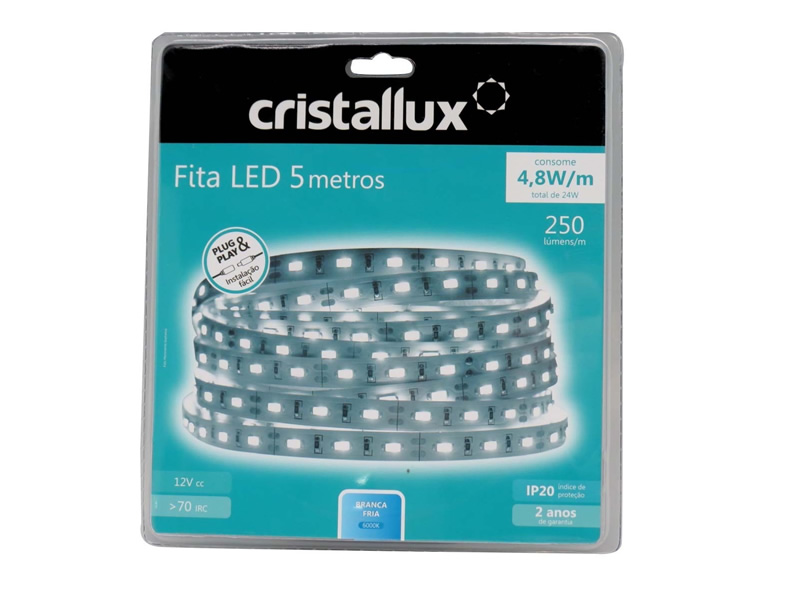 cristallux
Fita LED 5 metros
consome
4,8W/m
total de 24W
250
lúmens/m
PLUG &
PLAY
Instalação
fácil
12V cc
>70 IRC
BRANCA
FRIA
6000K
IP20 índice de
proteção
2 anos
de garantia